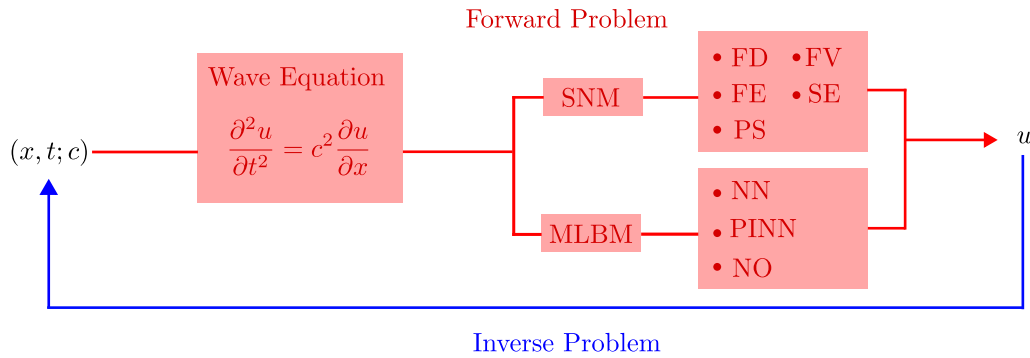 Forward Problem
Wave Equation
∂²u/∂t² = c² ∂u/∂x
(x, t; c)
SNM
• FD • FV
• FE • SE
• PS
u
MLBM
• NN
• PINN
• NO
Inverse Problem